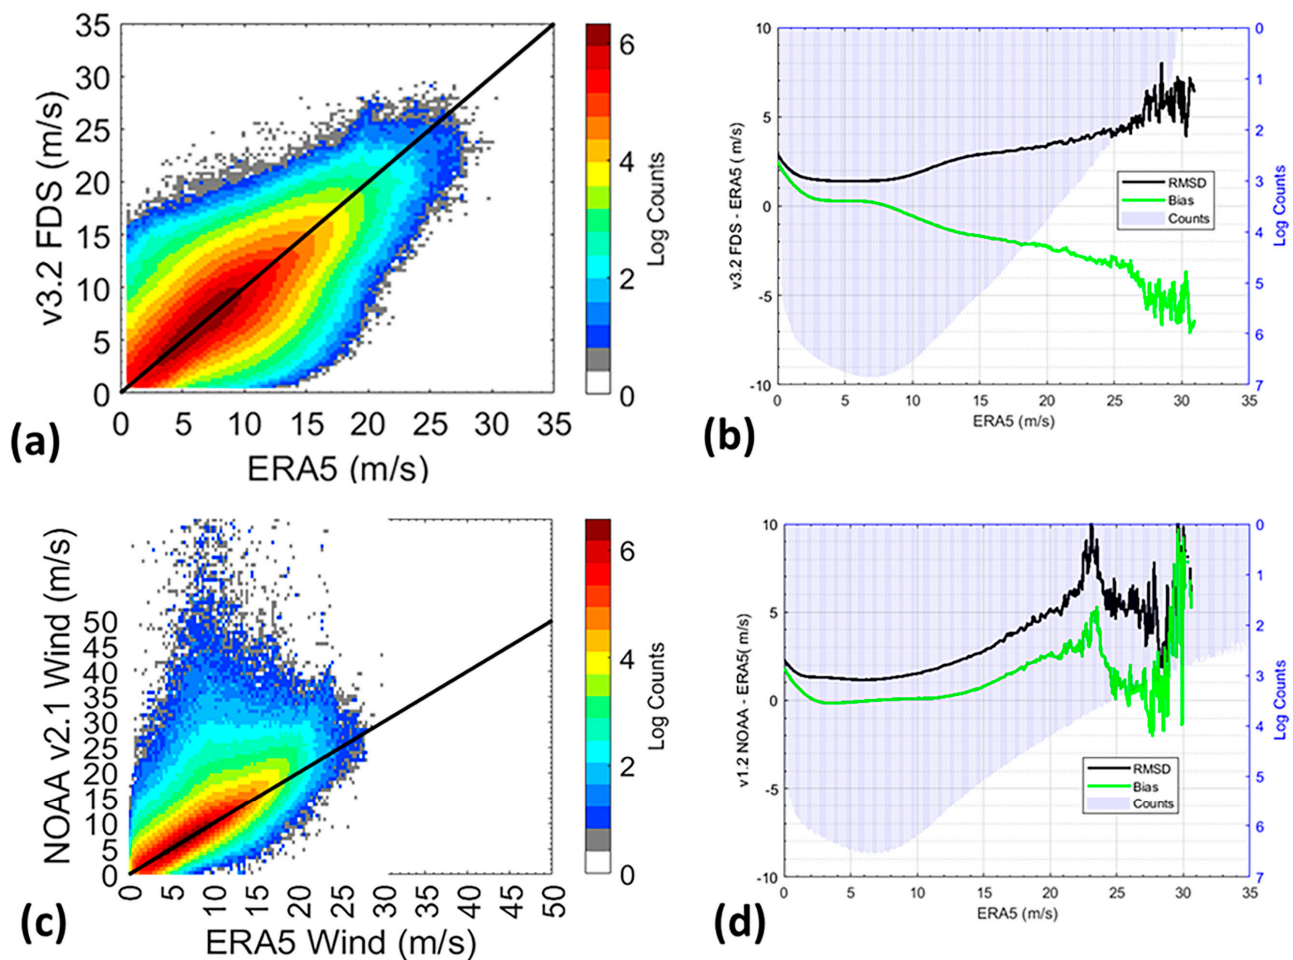 35
30
25
20
15
10
5
0
v3.2 FDS (m/s)
0 5 10 15 20 25 30 35
ERA5 (m/s)
6
4
2
0
Log Counts
(a)
10
5
0
-5
-10
v3.2 FDS - ERA5 ( m/s)
RMSD
Bias
Counts
0
1
2
3
4
5
6
7
Log Counts
0 5 10 15 20 25 30 35
ERA5 (m/s)
(b)
50
45
40
35
30
25
20
15
10
5
0
NOAA v2.1 Wind (m/s)
0 5 10 15 20 25 30 35 40 45 50
ERA5 Wind (m/s)
6
4
2
0
Log Counts
(c)
10
5
0
-5
-10
v1.2 NOAA - ERA5( m/s)
RMSD
Bias
Counts
0
1
2
3
4
5
6
7
Log Counts
0 5 10 15 20 25 30 35
ERA5 (m/s)
(d)